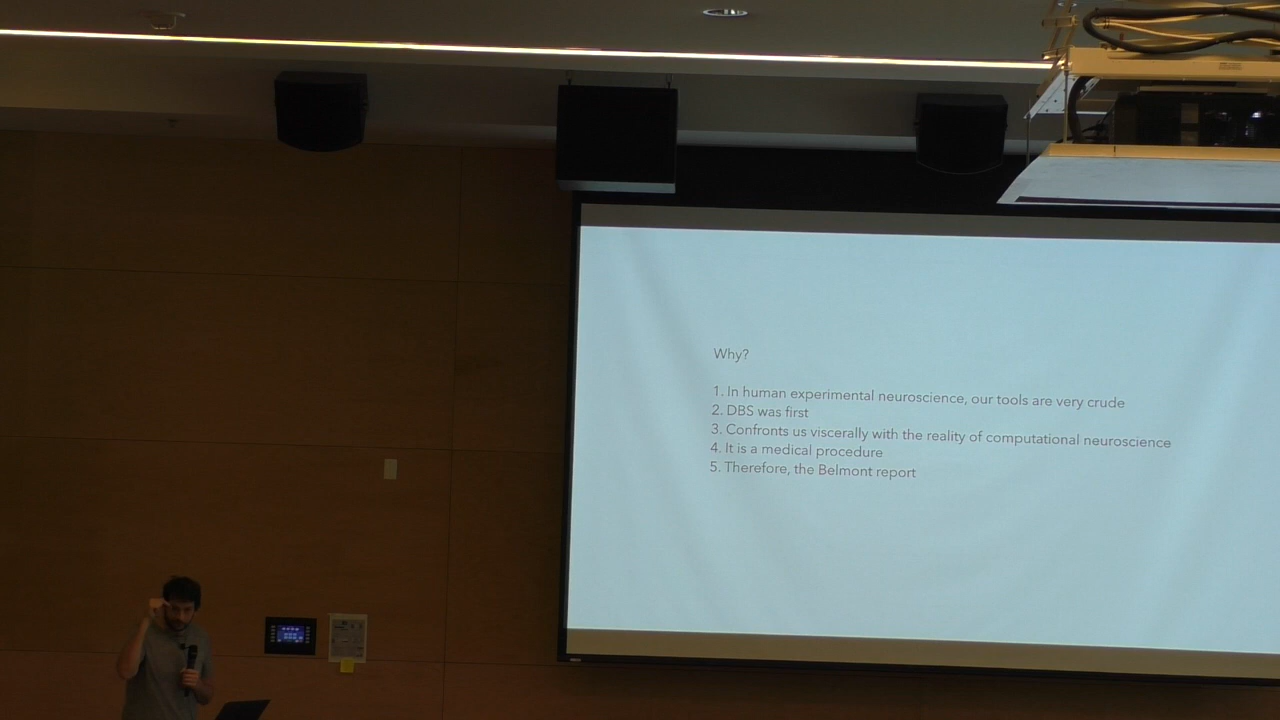 Why?
1. In human experimental neuroscience, our tools are very crude
2. DBS was first
3. Confronts us viscerally with the reality of computational neuroscience
4. It is a medical procedure
5. Therefore, the Belmont report